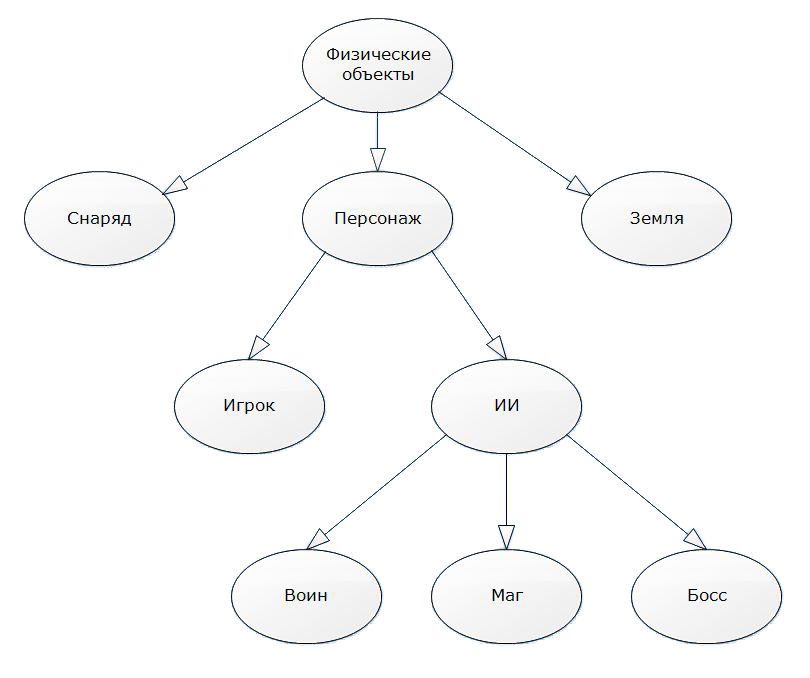 Физические
объекты
Снаряд
Персонаж
Земля
Игрок
ИИ
Воин
Маг
Босс